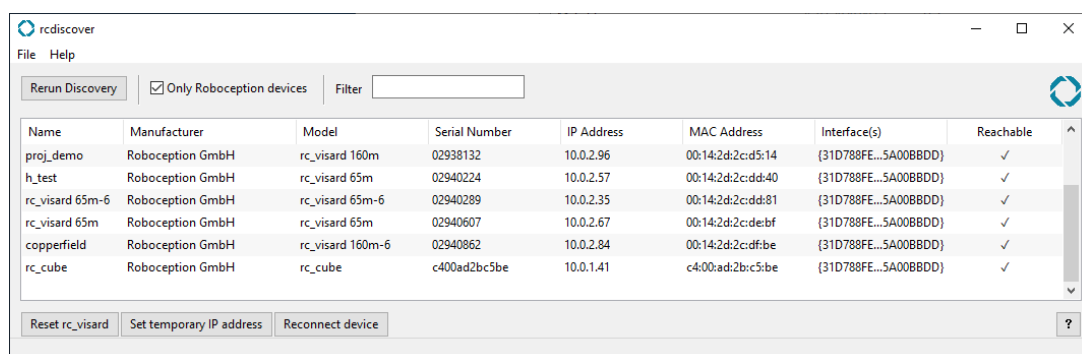 rcdiscover
File Help
Rerun Discovery Only Roboception devices Filter
Name Manufacturer Model Serial Number IP Address MAC Address Interface(s) Reachable
proj_demo Roboception GmbH rc_visard 160m 02938132 10.0.2.96 00:14:2d:2c:d5:14 {31D788FE...5A00BBDD} ✓
h_test Roboception GmbH rc_visard 65m 02940224 10.0.2.57 00:14:2d:2c:dd:40 {31D788FE...5A00BBDD} ✓
rc_visard 65m-6 Roboception GmbH rc_visard 65m-6 02940289 10.0.2.35 00:14:2d:2c:dd:81 {31D788FE...5A00BBDD} ✓
rc_visard 65m Roboception GmbH rc_visard 65m 02940607 10.0.2.67 00:14:2d:2c:de:bf {31D788FE...5A00BBDD} ✓
copperfield Roboception GmbH rc_visard 160m-6 02940862 10.0.2.84 00:14:2d:2c:df:be {31D788FE...5A00BBDD} ✓
rc_cube Roboception GmbH rc_cube c400ad2bc5be 10.0.1.41 c4:00:ad:2b:c5:be {31D788FE...5A00BBDD} ✓
Reset rc_visard Set temporary IP address Reconnect device ?